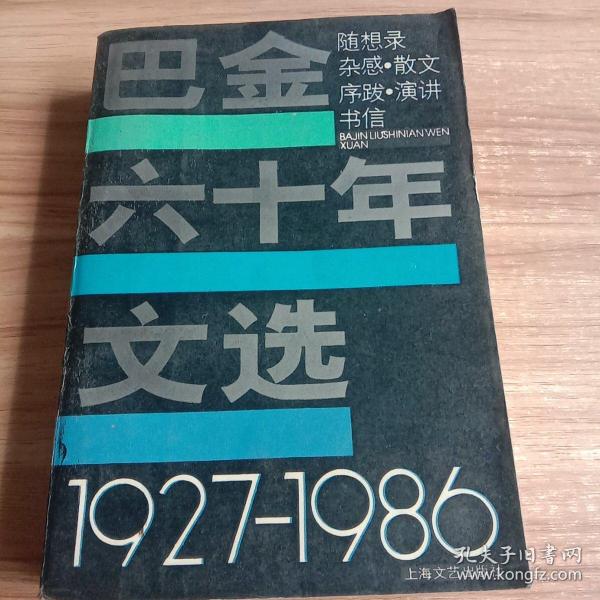 巴金
随想录
杂感•散文
序跋•演讲
书信
BAJIN LIUSHINIAN WEN
XUAN
六十年
文选
1927-1986
上海文艺出版社
孔夫子旧书网
www.kongfz.com